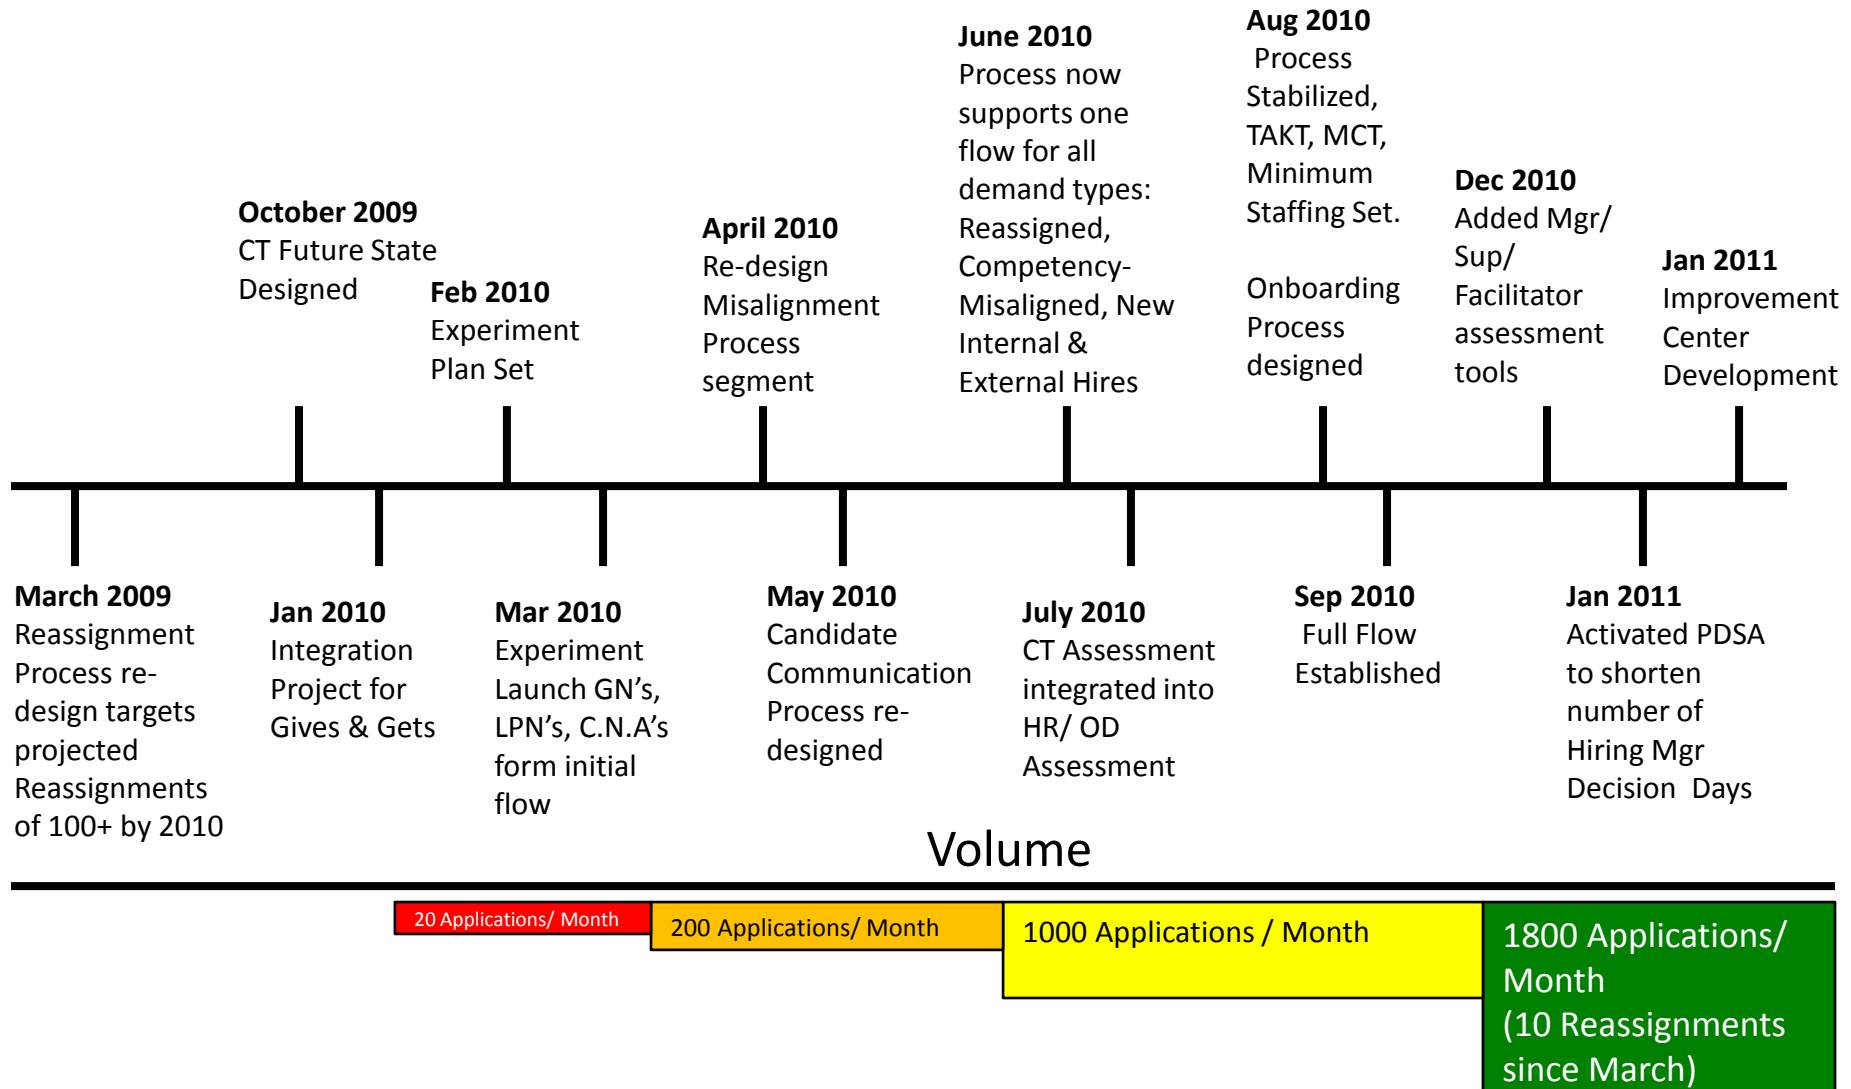 June 2010
Process now
supports one
flow for all
demand types:
Reassigned,
Competency-
Misaligned, New
Internal &
External Hires
Aug 2010
Process
Stabilized,
TAKT, MCT,
Minimum
Staffing Set.
Onboarding
Process
designed
October 2009
CT Future State
Designed
Feb 2010
Experiment
Plan Set
April 2010
Re-design
Misalignment
Process
segment
Dec 2010
Added Mgr/
Sup/
Facilitator
assessment
tools
Jan 2011
Improvement
Center
Development
March 2009
Reassignment
Process re-
design targets
projected
Reassignments
of 100+ by 2010
Jan 2010
Integration
Project for
Gives & Gets
Mar 2010
Experiment
Launch GN’s,
LPN’s, C.N.A’s
form initial
flow
May 2010
Candidate
Communication
Process re-
designed
July 2010
CT Assessment
integrated into
HR/ OD
Assessment
Sep 2010
Full Flow
Established
Jan 2011
Activated PDSA
to shorten
number of
Hiring Mgr
Decision Days
Volume
20 Applications/ Month
200 Applications/ Month
1000 Applications / Month
1800 Applications/
Month
(10 Reassignments
since March)